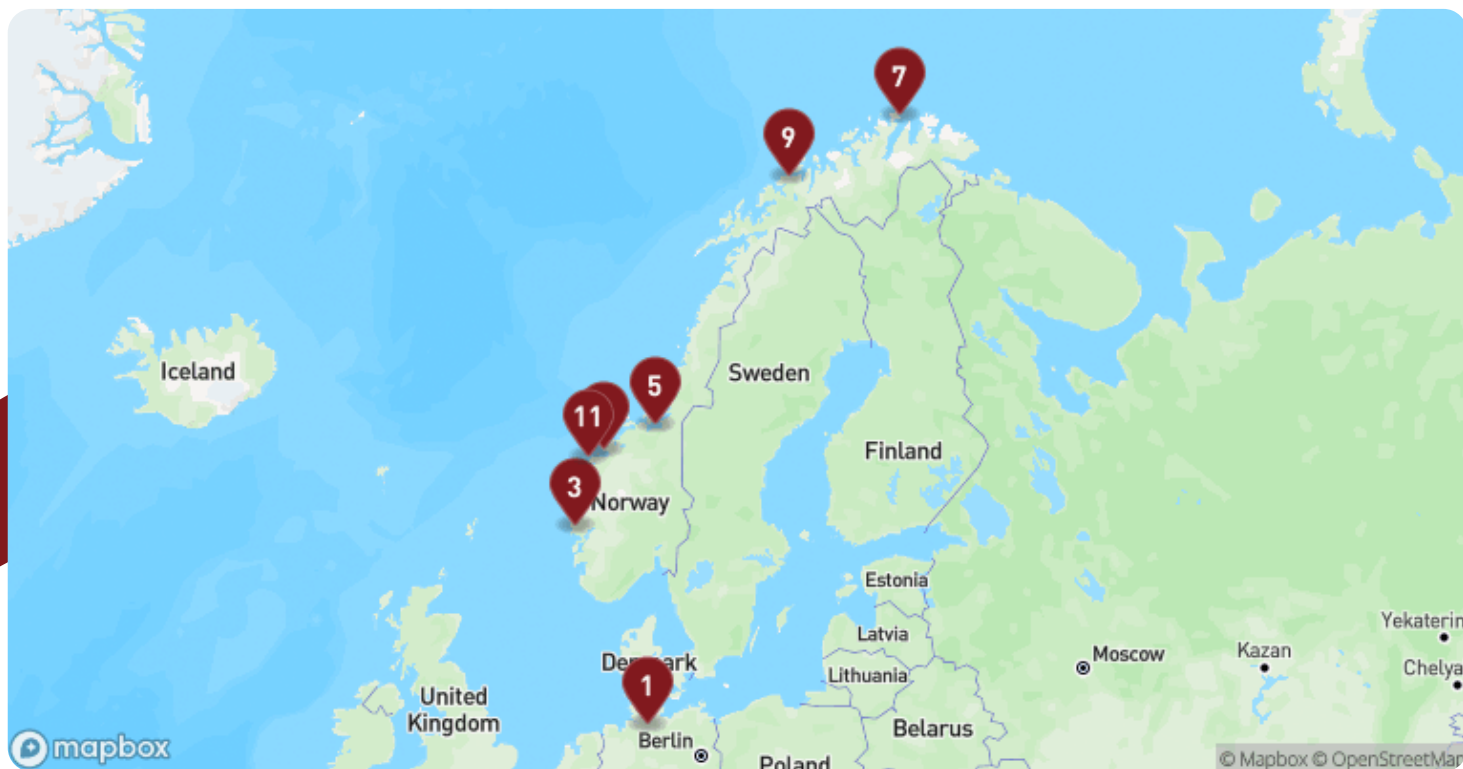 7
9
Iceland
Sweden
5
11
Finland
3
Norway
Estonia
Latvia
Yekaterin
Denmark
Moscow
Kazan
Lithuania
Chelya
1
United
Kingdom
Belarus
Berlin
Poland
mapbox
© Mapbox © OpenStreetMap